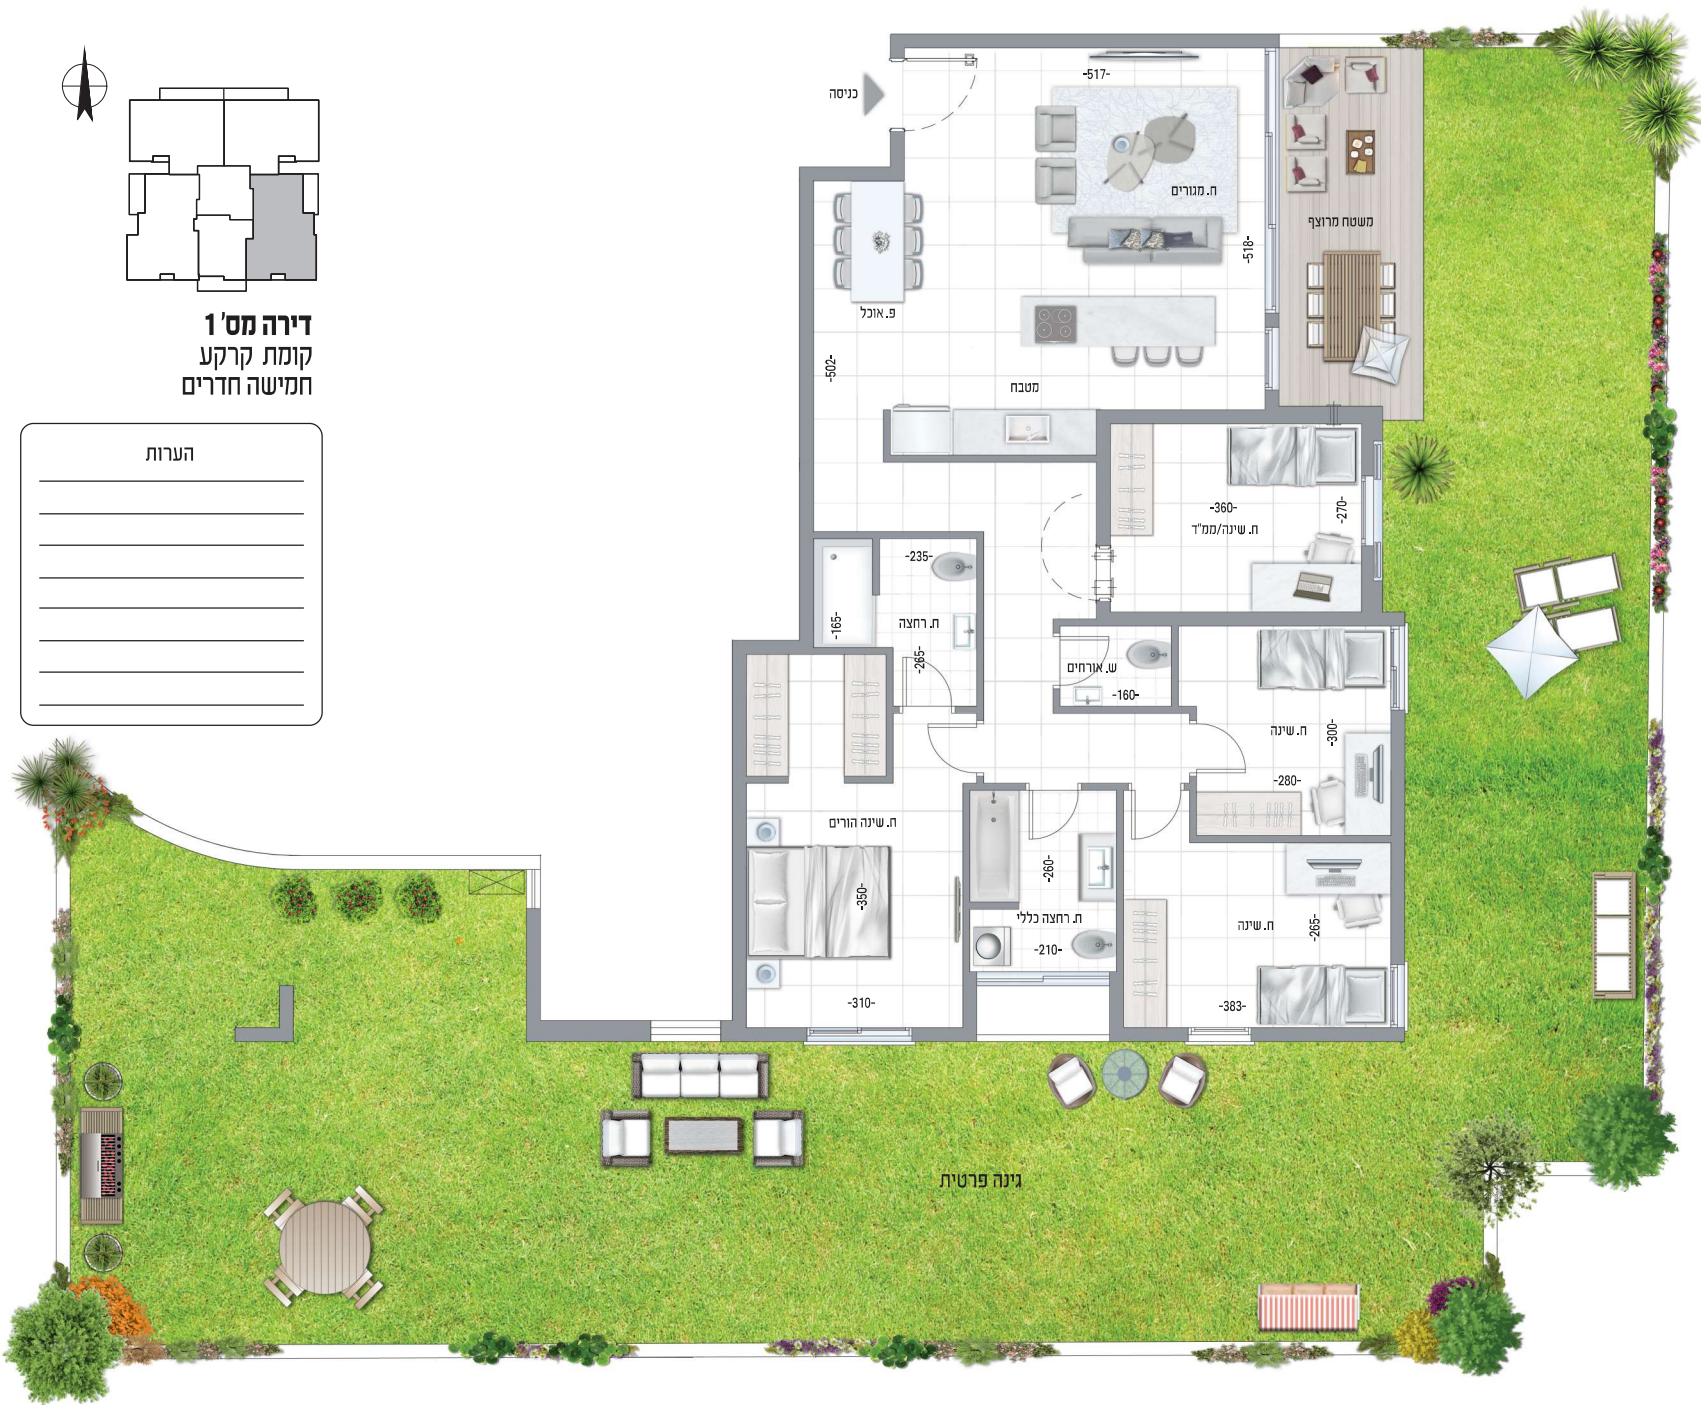 דירה מס' 1
קומת קרקע
חמישה חדרים
הערות
כניסה
-517-
ח. מגורים
-518-
משטח מרוצף
פ. אוכל
-502-
מטבח
-360-
ח. שינה/ממ"ד
-270-
-235-
-165-
ח. רחצה
-265-
ש. אורחים
-160-
ח. שינה
-300-
-280-
ח. שינה הורים
-350-
-310-
-260-
ח. רחצה כללי
-210-
ח. שינה
-265-
-383-
גינה פרטית